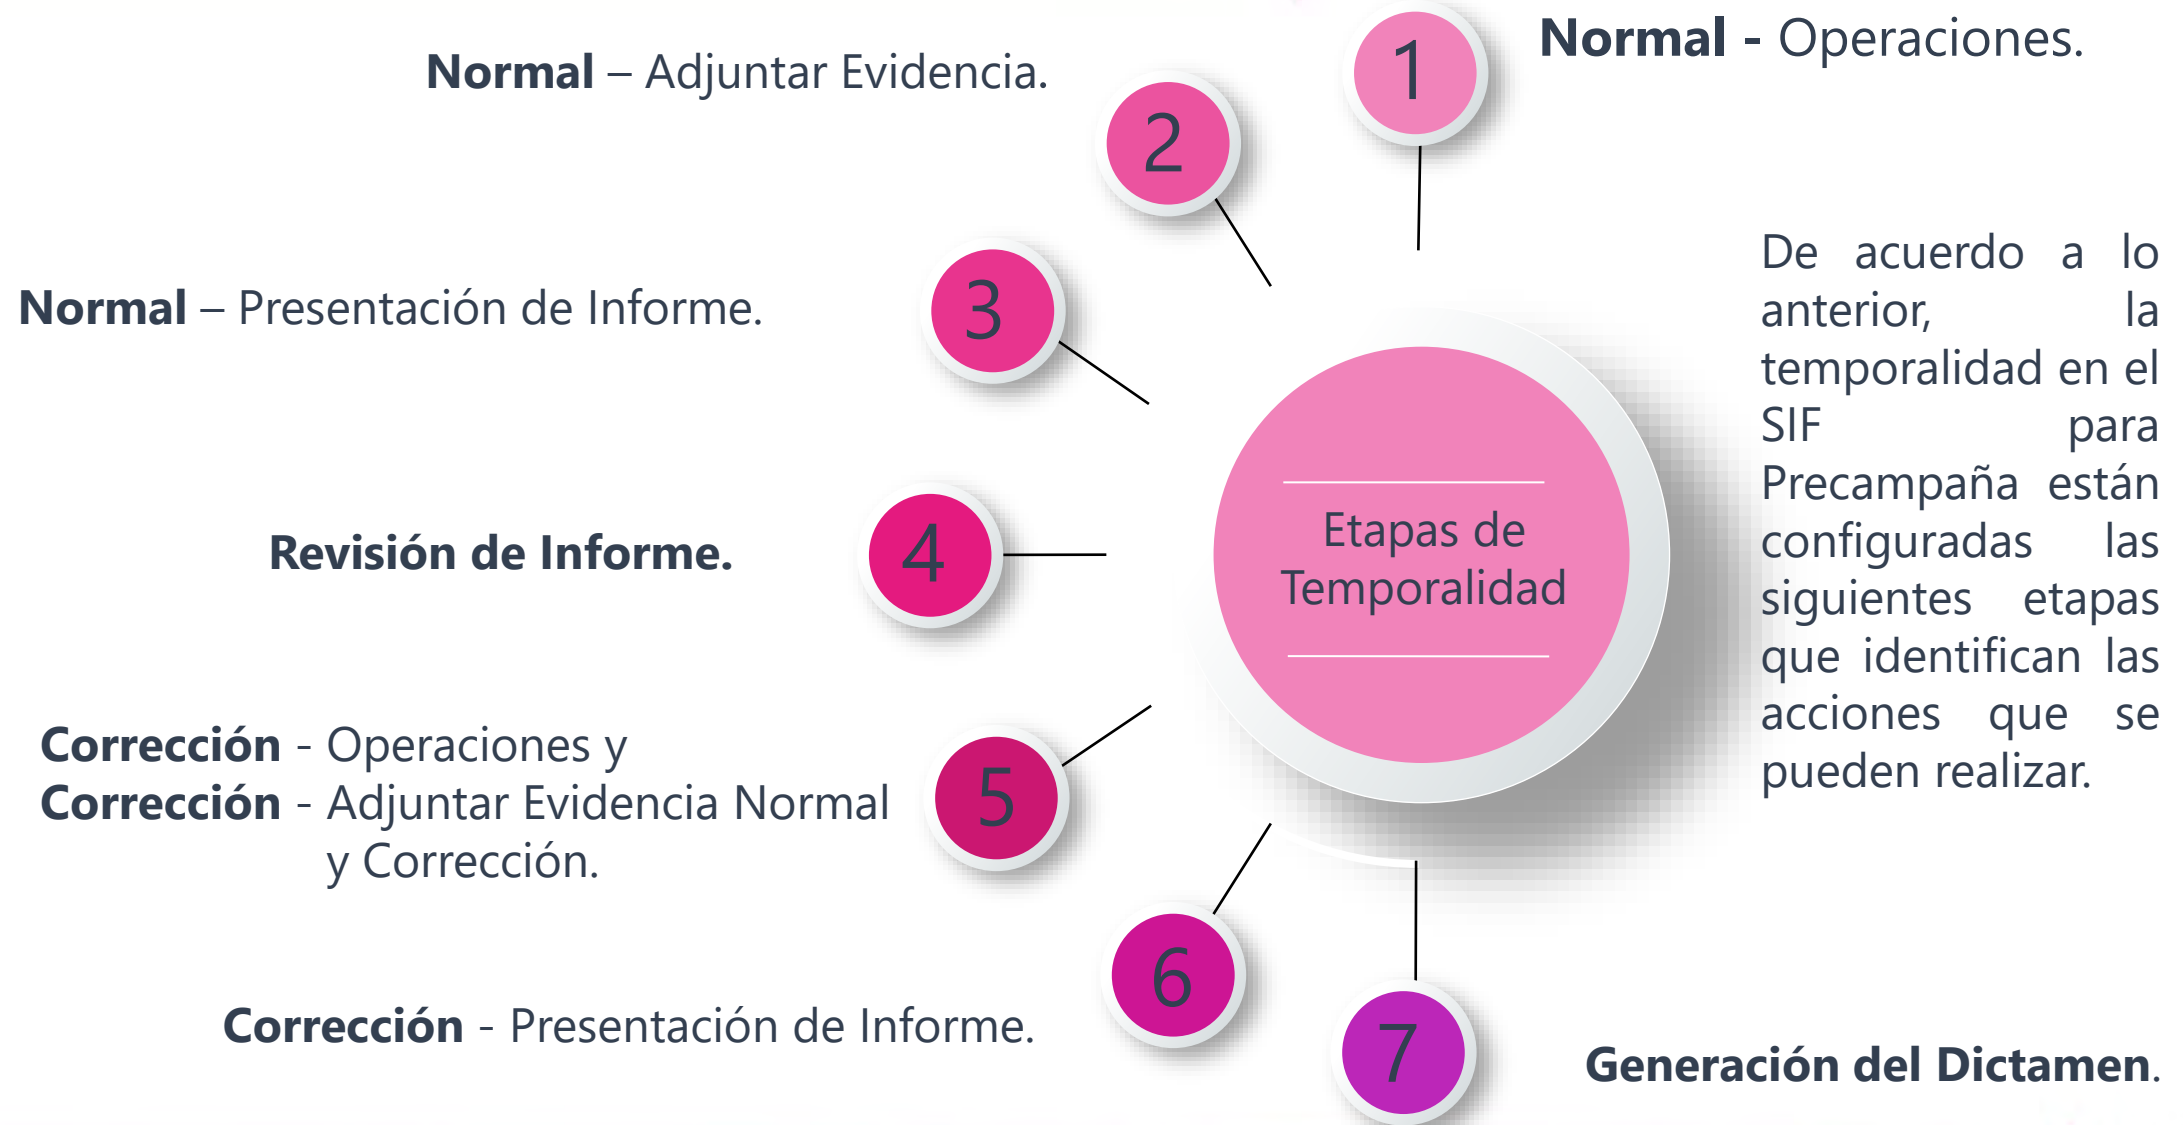 1
Normal - Operaciones.
2
Normal – Adjuntar Evidencia.
3
Normal – Presentación de Informe.
4
Revisión de Informe.
5
Corrección - Operaciones y
Corrección - Adjuntar Evidencia Normal
y Corrección.
6
Corrección - Presentación de Informe.
7
Generación del Dictamen.
Etapas de
Temporalidad
De acuerdo a lo
anterior, la
temporalidad en el
SIF para
Precampaña están
configuradas las
siguientes etapas
que identifican las
acciones que se
pueden realizar.